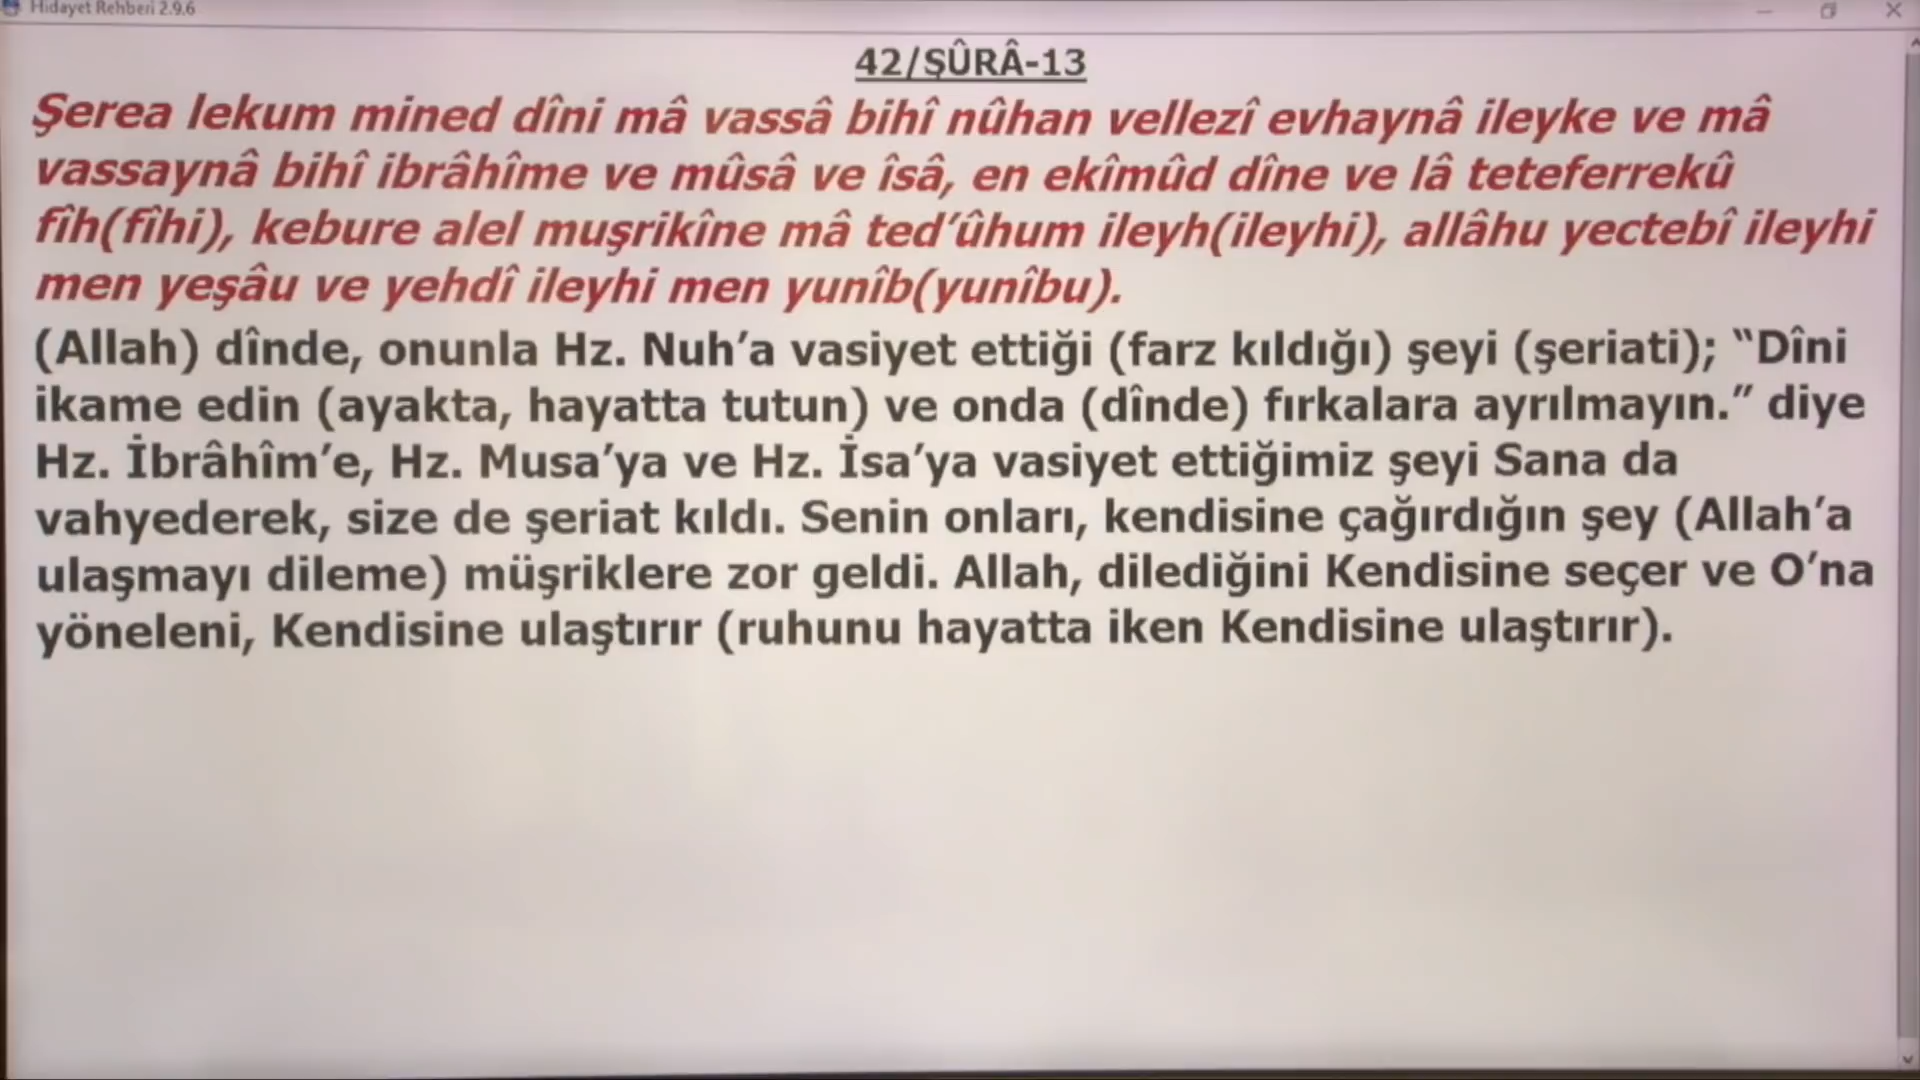 Hidayet Rehberi 2.9.6
42/ŞÛRÂ-13
Şerea lekum mined dîni mâ vassâ bihî nûhan vellezî evhaynâ ileyke ve mâ
vassaynâ bihî ibrâhîme ve mûsâ ve îsâ, en ekîmûd dîne ve lâ teteferrekû
fîh(fîhi), kebure alel muşrikîne mâ ted’ûhum ileyh(ileyhi), allâhu yectebî ileyhi
men yeşâu ve yehdî ileyhi men yunîb(yunîbu).
(Allah) dînde, onunla Hz. Nuh’a vasiyet ettiği (farz kıldığı) şeyi (şeriati); “Dîni
ikame edin (ayakta, hayatta tutun) ve onda (dînde) fırkalara ayrılmayın.” diye
Hz. İbrâhîm’e, Hz. Musa’ya ve Hz. İsa’ya vasiyet ettiğimiz şeyi Sana da
vahyederek, size de şeriat kıldı. Senin onları, kendisine çağırdığın şey (Allah’a
ulaşmayı dileme) müşriklere zor geldi. Allah, dilediğini Kendisine seçer ve O’na
yöneleni, Kendisine ulaştırır (ruhunu hayatta iken Kendisine ulaştırır).